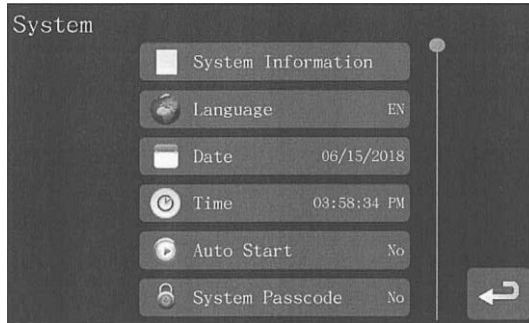 System
System Information
Language EN
Date 06/15/2018
Time 03:58:34 PM
Auto Start No
System Passcode No